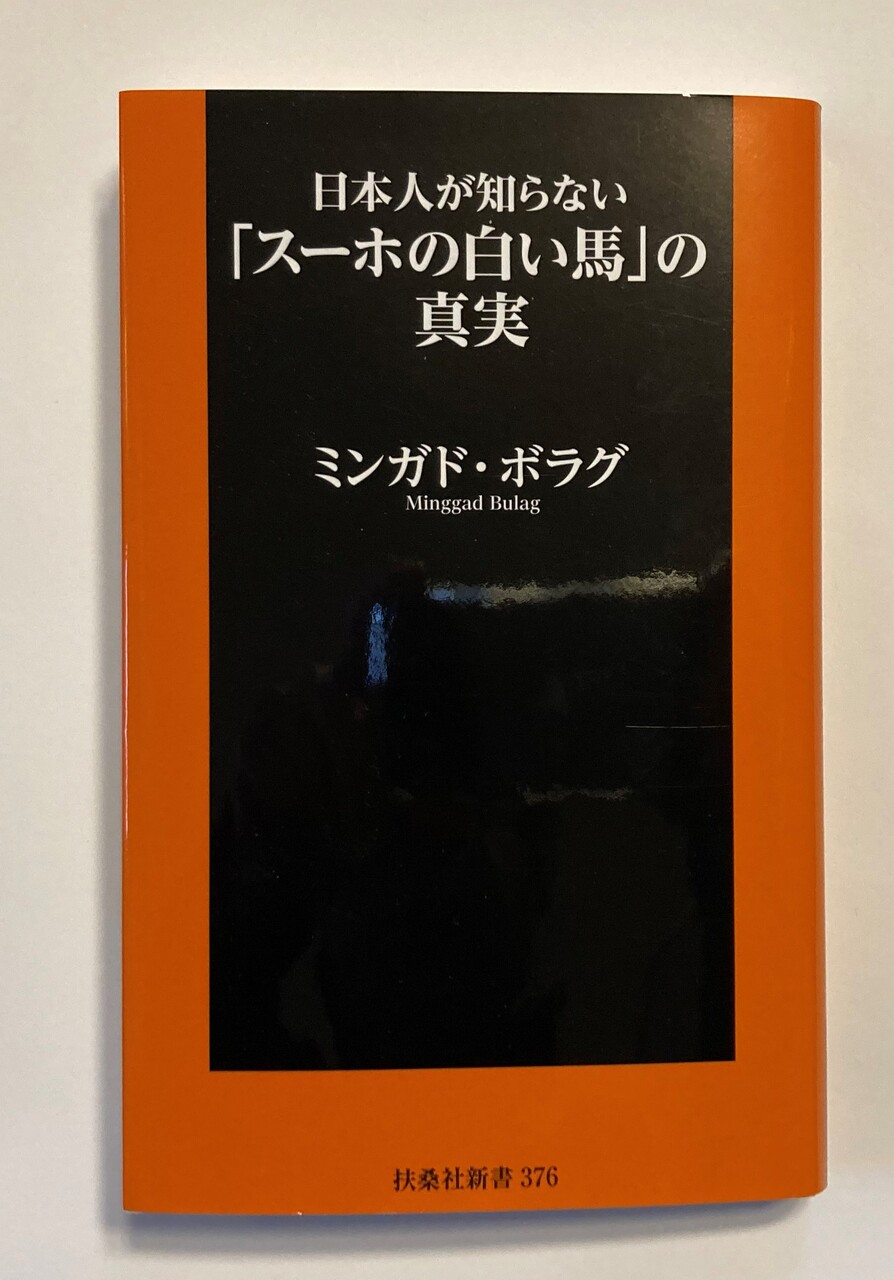 日本人が知らない
「スーホの白い馬」の
真実
ミンガド・ボラグ
Minggad Bulag
扶桑社新書 376